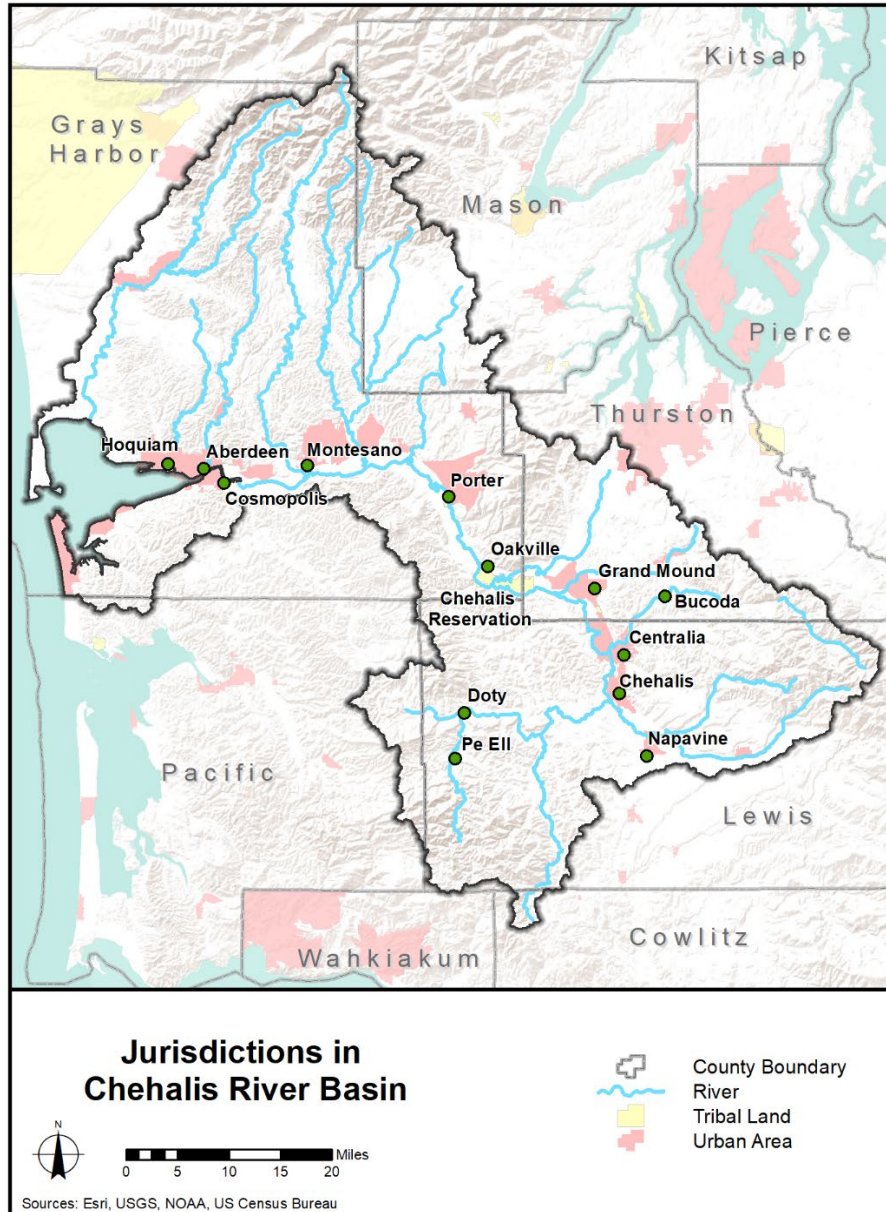 Kitsap
Grays
Harbor
Mason
Pierce
Thurston
Hoquiam
Aberdeen
Montesano
Cosmopolis
Porter
Oakville
Grand Mound
Chehalis
Reservation
Bucoda
Centralia
Chehalis
Doty
Napavine
Pe Ell
Pacific
Lewis
Wahkiakum
Cowlitz
Jurisdictions in
Chehalis River Basin
N
Miles
0 5 10 20
County Boundary
River
Tribal Land
Urban Area
Sources: Esri, USGS, NOAA, US Census Bureau